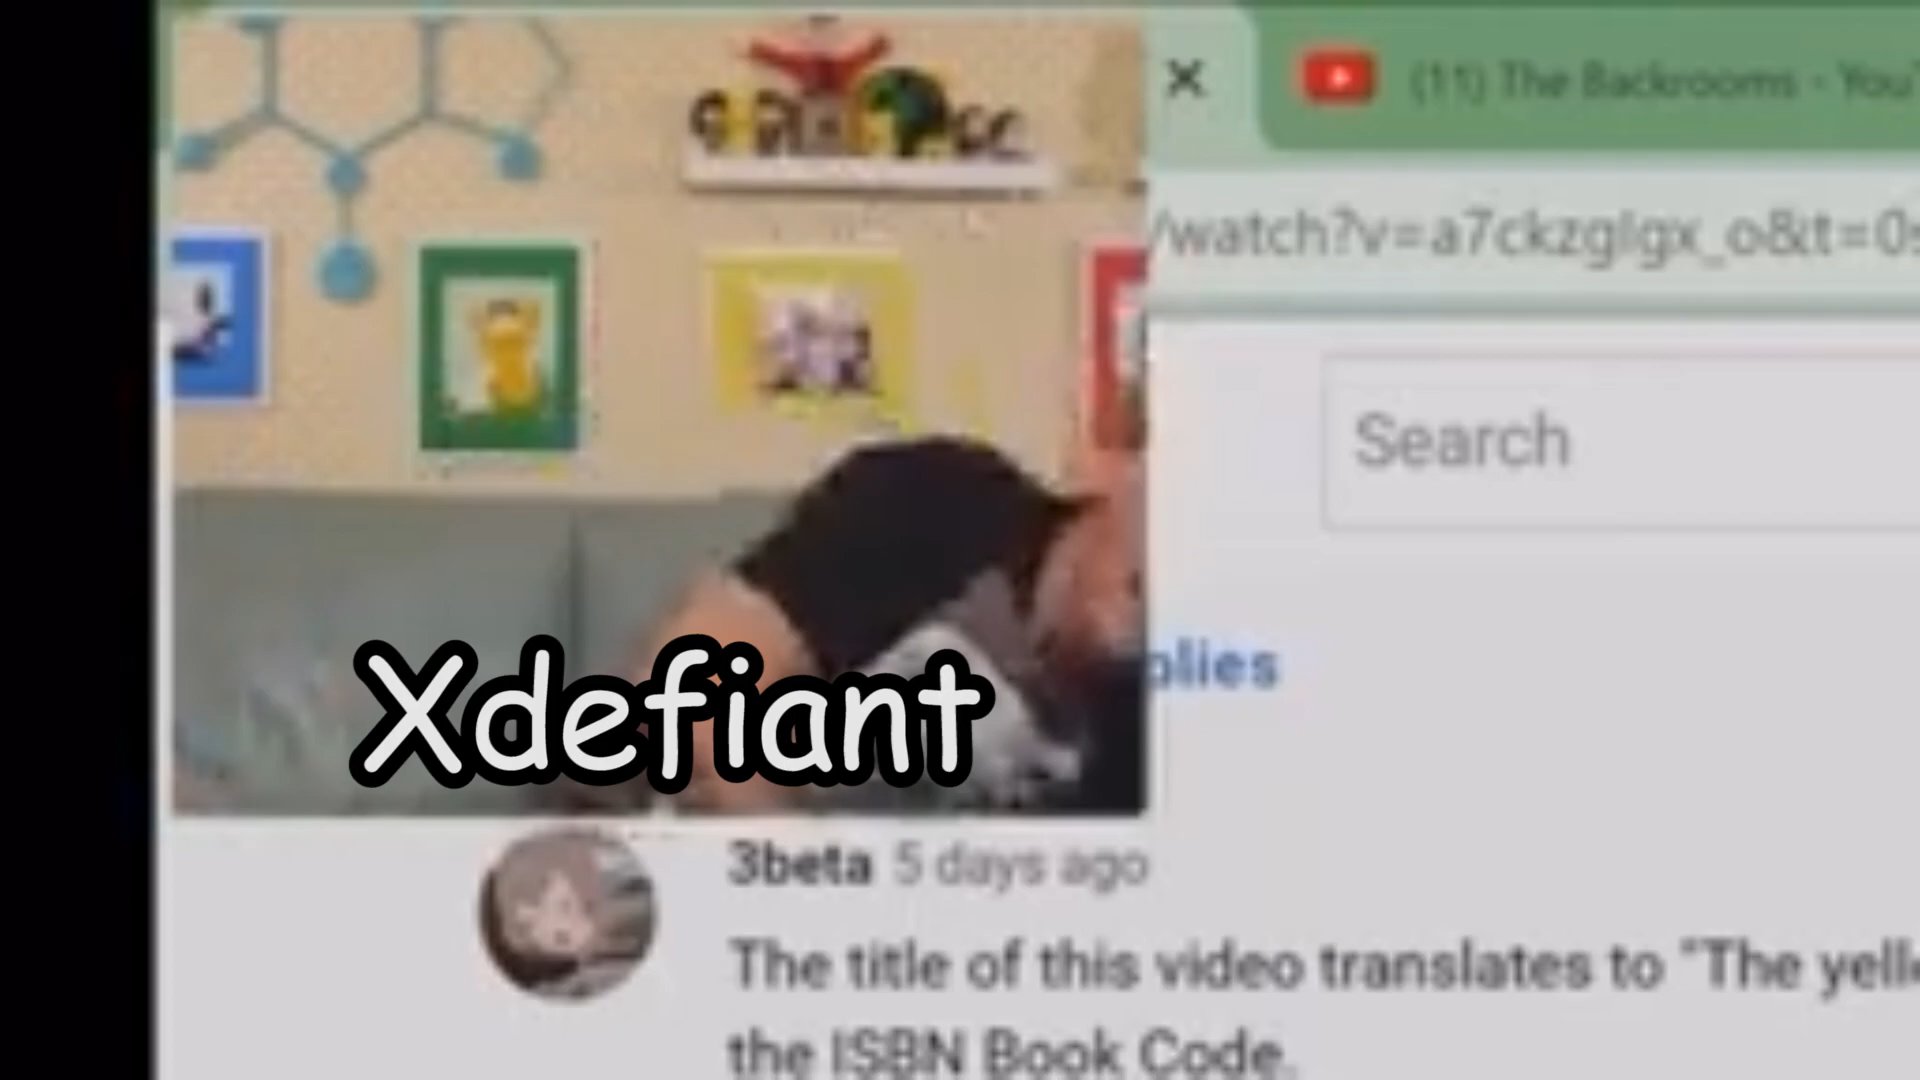 (11) The Backrooms - You
/watch?v=a7ckzglgx_o&t=0s
Search
plies
Xdefiant
3beta 5 days ago
The title of this video translates to "The yell
the ISBN Book Code.